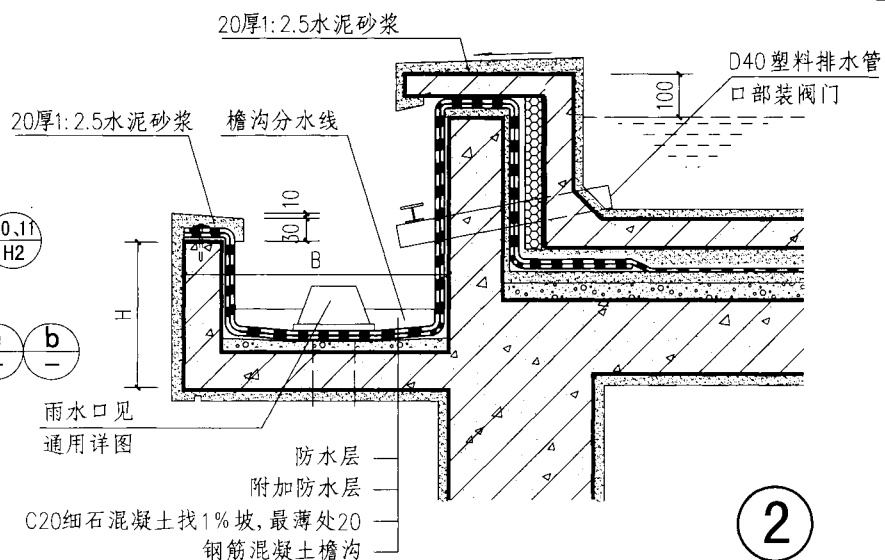 20厚1:2.5水泥砂浆
D40塑料排水管
口部装阀门
100
20厚1:2.5水泥砂浆
檐沟分水线
10
30
0、11
H2
B
H
b
雨水口见
通用详图
防水层
附加防水层
C20细石混凝土找1%坡,最薄处20
钢筋混凝土檐沟
2